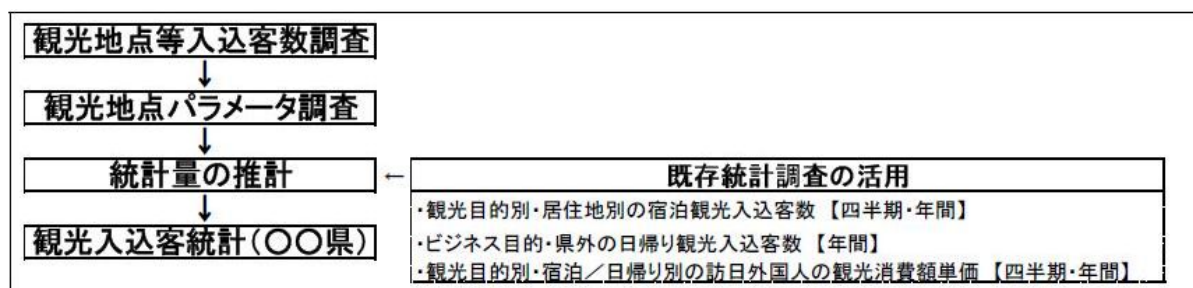 観光地点等入込客数調査
↓
観光地点パラメータ調査
↓
統計量の推計 ← 既存統計調査の活用
・観光目的別・居住地別の宿泊観光入込客数 【四半期・年間】
↓
・ビジネス目的・県外の日帰り観光入込客数 【年間】
観光入込客統計(〇〇県)
・観光目的別・宿泊／日帰り別の訪日外国人の観光消費額単価 【四半期・年間】